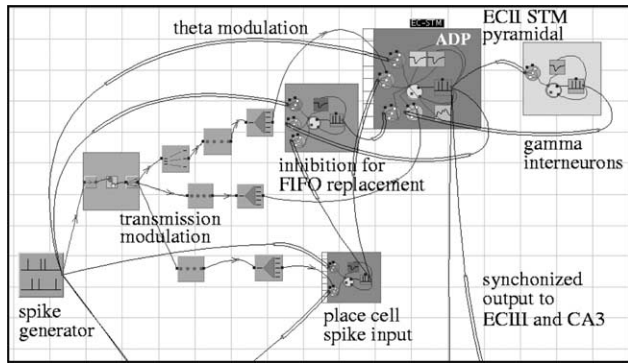 theta modulation
EC-STM
ADP
ECII STM
pyramidal
gamma
interneurons
inhibition for
FIFO replacement
transmission
modulation
spike
generator
place cell
spike input
synchonized
output to
ECIII and CA3